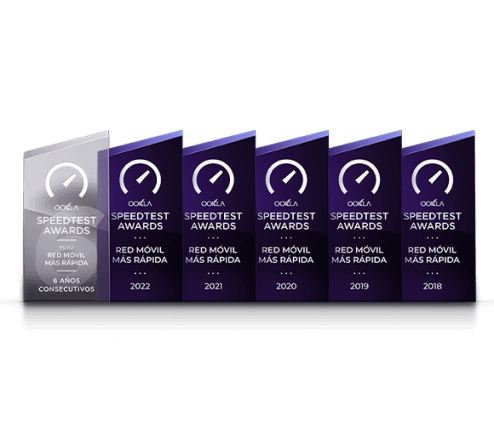 OOKLA
SPEEDTEST
AWARDS
PERÚ
RED MÓVIL
MÁS RÁPIDA
6 AÑOS
CONSECUTIVOS
OOKLA
SPEEDTEST
AWARDS
RED MÓVIL
MÁS RÁPIDA
2022
OOKLA
SPEEDTEST
AWARDS
RED MÓVIL
MÁS RÁPIDA
2021
OOKLA
SPEEDTEST
AWARDS
RED MÓVIL
MÁS RÁPIDA
2020
OOKLA
SPEEDTEST
AWARDS
RED MÓVIL
MÁS RÁPIDA
2019
OOKLA
SPEEDTEST
AWARDS
RED MÓVIL
MÁS RÁPIDA
2018